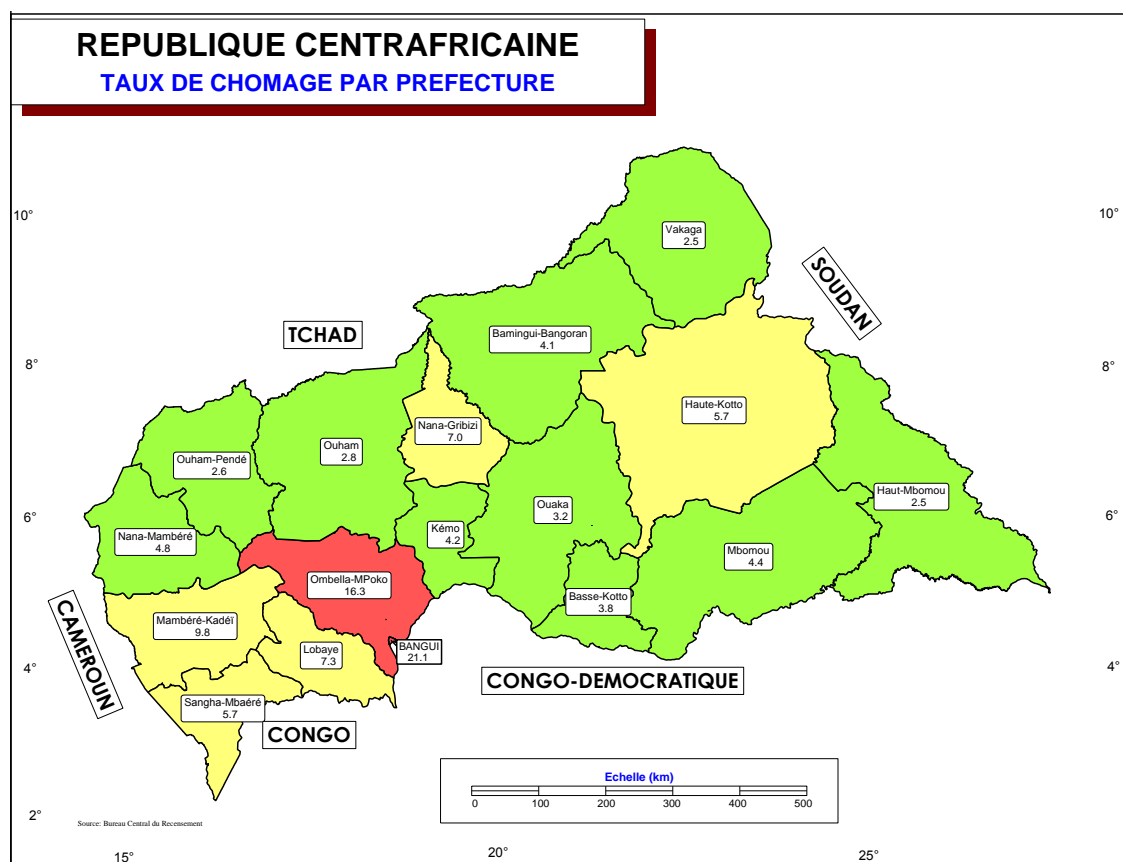 REPUBLIQUE CENTRAFRICAINE
TAUX DE CHOMAGE PAR PREFECTURE
10°
10°
Vakaga
2.5
SOUDAN
TCHAD
Bamingui-Bangoran
4.1
8°
8°
Haute-Kotto
5.7
Nana-Gribizi
7.0
Ouham
2.8
Ouham-Pendé
2.6
Haut-Mbomou
2.5
Ouaka
3.2
6°
6°
Kémo
4.2
Nana-Mambéré
4.8
Mbomou
4.4
Ombella-MPoko
16.3
Basse-Kotto
3.8
Mambéré-Kadéï
9.8
CAMEROUN
Lobaye
7.3
BANGUI
21.1
4°
4°
CONGO-DEMOCRATIQUE
Sangha-Mbaéré
5.7
CONGO
Echelle (km)
0 100 200 300 400 500
2°
Source: Bureau Central du Recensement
15°
20°
25°